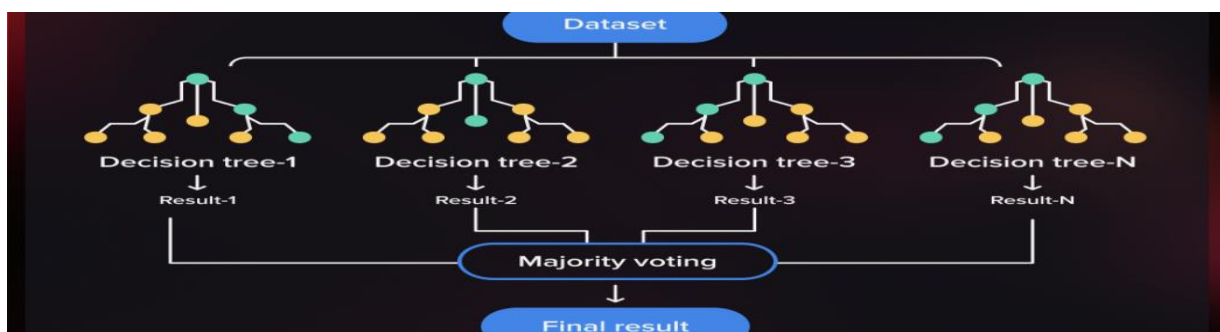 Dataset
Decision tree-1
Decision tree-2
Decision tree-3
Decision tree-N
Result-1
Result-2
Result-3
Result-N
Majority voting
Final result